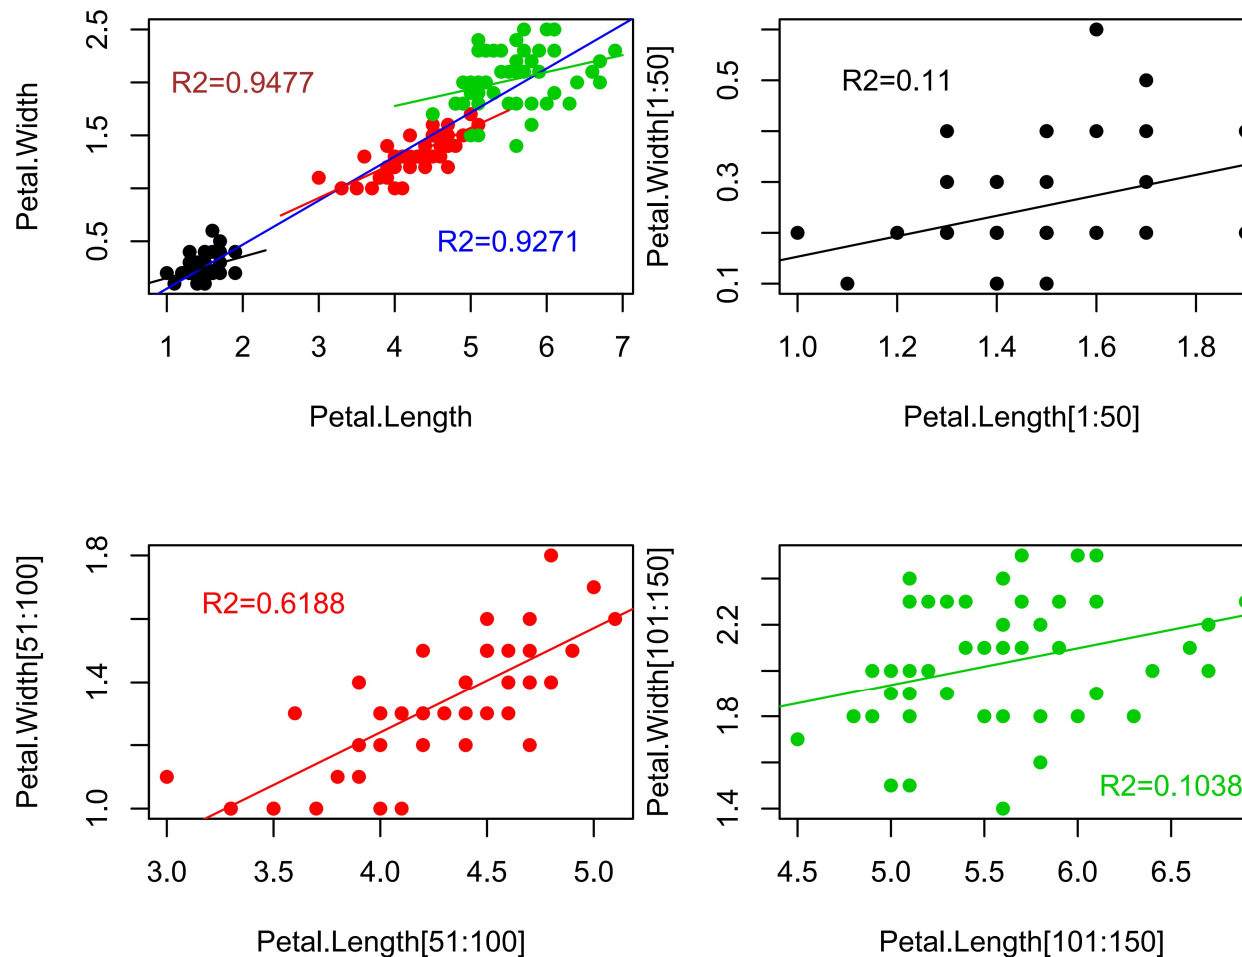 Petal.Width
2.5
1.5
0.5
R2=0.9477
R2=0.9271
1 2 3 4 5 6 7
Petal.Length
Petal.Width[1:50]
0.5
0.3
0.1
R2=0.11
1.0 1.2 1.4 1.6 1.8
Petal.Length[1:50]
Petal.Width[51:100]
1.8
1.4
1.0
R2=0.6188
3.0 3.5 4.0 4.5 5.0
Petal.Length[51:100]
Petal.Width[101:150]
2.2
1.8
1.4
R2=0.1038
4.5 5.0 5.5 6.0 6.5
Petal.Length[101:150]